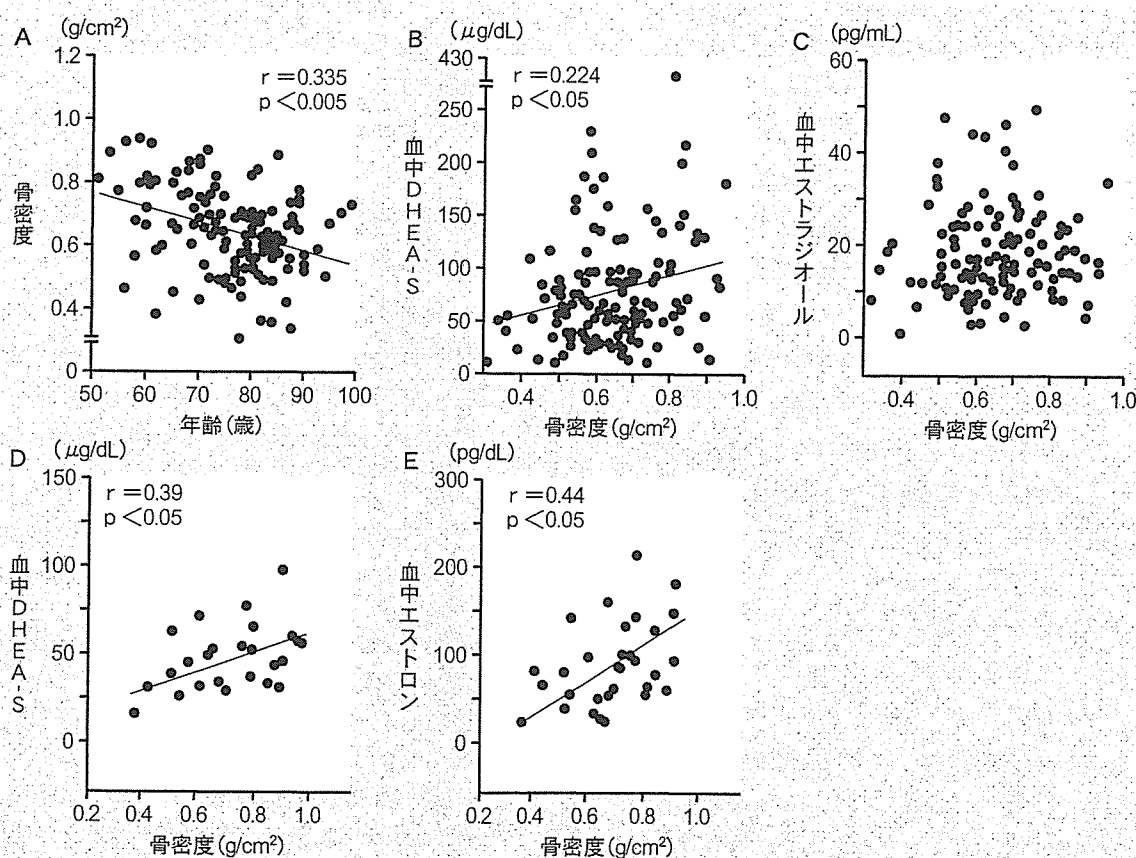 A
(g/cm²)
r=0.335
p<0.005
1.2
1.0
0.8
0.6
0.4
0
骨密度
50 60 70 80 90 100
年齢(歳)
B
(μg/dL)
r=0.224
p<0.05
430
250
200
150
100
50
0
血中DHEA-S
0.4 0.6 0.8 1.0
骨密度(g/cm²)
C
(pg/mL)
60
40
20
0
血中エストラジオール
0.4 0.6 0.8 1.0
骨密度(g/cm²)
D
(μg/dL)
r=0.39
p<0.05
150
100
50
0
血中DHEA-S
0.2 0.4 0.6 0.8 1.0
骨密度(g/cm²)
E
(pg/dL)
r=0.44
p<0.05
300
200
100
0
血中エストロン
0.2 0.4 0.6 0.8 1.0
骨密度(g/cm²)